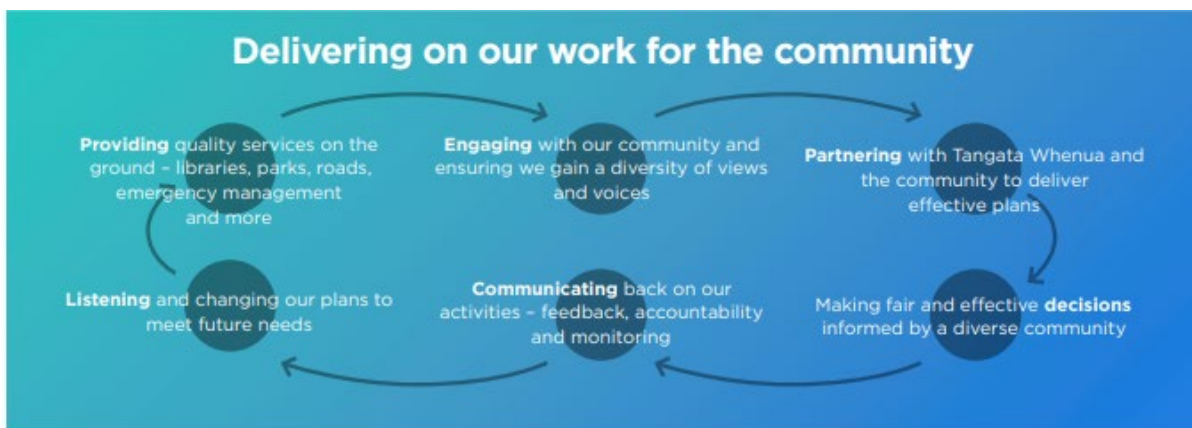 Delivering on our work for the community
Providing quality services on the
ground – libraries, parks, roads,
emergency management
and more
Engaging with our community and
ensuring we gain a diversity of views
and voices
Partnering with Tangata Whenua and
the community to deliver
effective plans
Making fair and effective decisions
informed by a diverse community
Communicating back on our
activities – feedback, accountability
and monitoring
Listening and changing our plans to
meet future needs